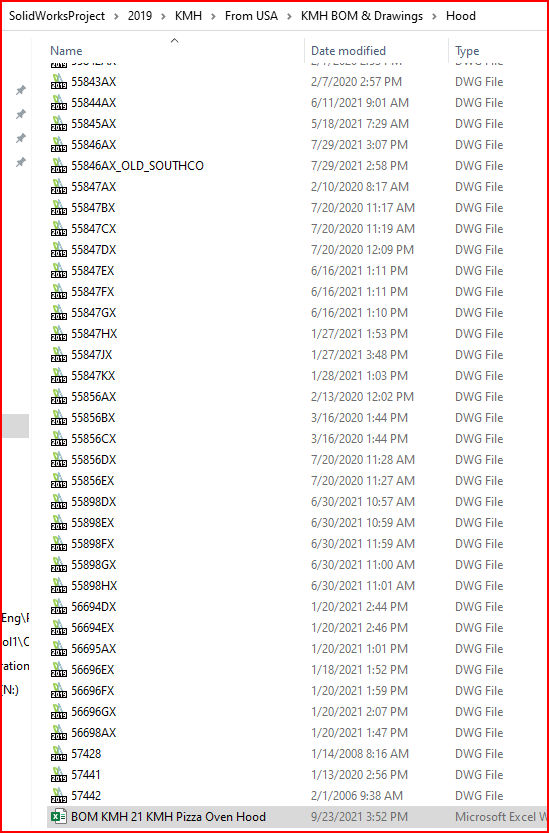 SolidWorksProject > 2019 > KMH > From USA > KMH BOM & Drawings > Hood
Name Date modified Type
55843AX 2/7/2020 2:57 PM DWG File
55844AX 6/11/2021 9:01 AM DWG File
55845AX 5/18/2021 7:29 AM DWG File
55846AX 7/29/2021 3:07 PM DWG File
55846AX_OLD_SOUTHCO 7/29/2021 2:58 PM DWG File
55847AX 2/10/2020 8:17 AM DWG File
55847BX 7/20/2020 11:17 AM DWG File
55847CX 7/20/2020 11:19 AM DWG File
55847DX 7/20/2020 12:09 PM DWG File
55847EX 6/16/2021 1:11 PM DWG File
55847FX 6/16/2021 1:11 PM DWG File
55847GX 6/16/2021 1:10 PM DWG File
55847HX 1/27/2021 1:53 PM DWG File
55847JX 1/27/2021 3:48 PM DWG File
55847KX 1/28/2021 1:03 PM DWG File
55856AX 2/13/2020 12:02 PM DWG File
55856BX 3/16/2020 1:44 PM DWG File
55856CX 3/16/2020 1:44 PM DWG File
55856DX 7/20/2020 11:28 AM DWG File
55856EX 7/20/2020 11:27 AM DWG File
55898DX 6/30/2021 10:57 AM DWG File
55898EX 6/30/2021 10:59 AM DWG File
55898FX 6/30/2021 11:59 AM DWG File
55898GX 6/30/2021 11:00 AM DWG File
55898HX 6/30/2021 11:01 AM DWG File
56694DX 1/20/2021 2:44 PM DWG File
56694EX 1/20/2021 2:46 PM DWG File
56695AX 1/20/2021 1:01 PM DWG File
56696EX 1/18/2021 1:52 PM DWG File
56696FX 1/20/2021 1:59 PM DWG File
56696GX 1/20/2021 2:07 PM DWG File
56698AX 1/20/2021 1:47 PM DWG File
57428 1/14/2008 8:16 AM DWG File
57441 1/13/2020 2:56 PM DWG File
57442 2/1/2006 9:38 AM DWG File
BOM KMH 21 KMH Pizza Oven Hood 9/23/2021 3:52 PM Microsoft Excel W